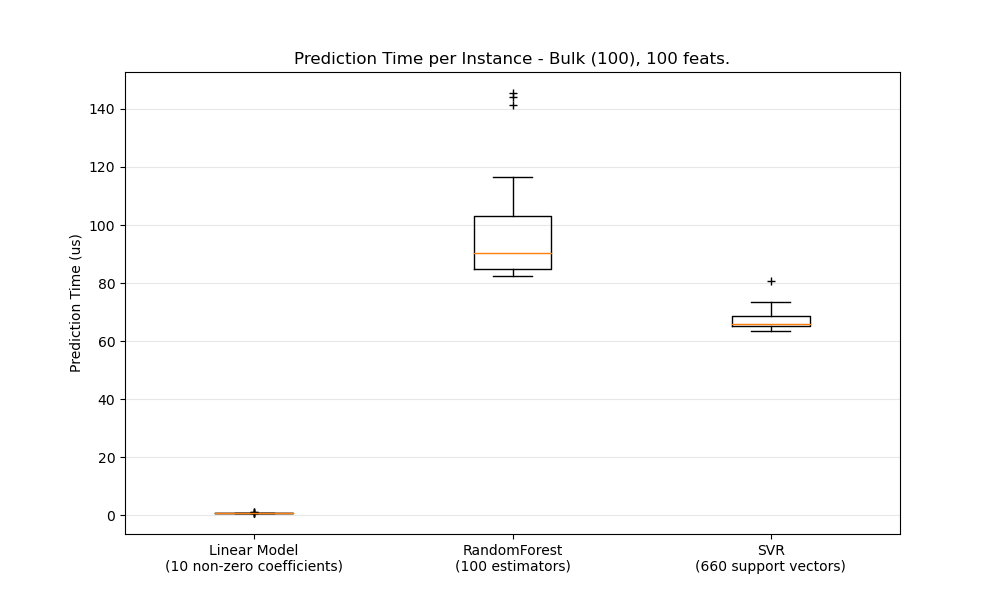 Prediction Time per Instance - Bulk (100), 100 feats.
Prediction Time (us)
140
120
100
80
60
40
20
0
Linear Model
(10 non-zero coefficients)
RandomForest
(100 estimators)
SVR
(660 support vectors)